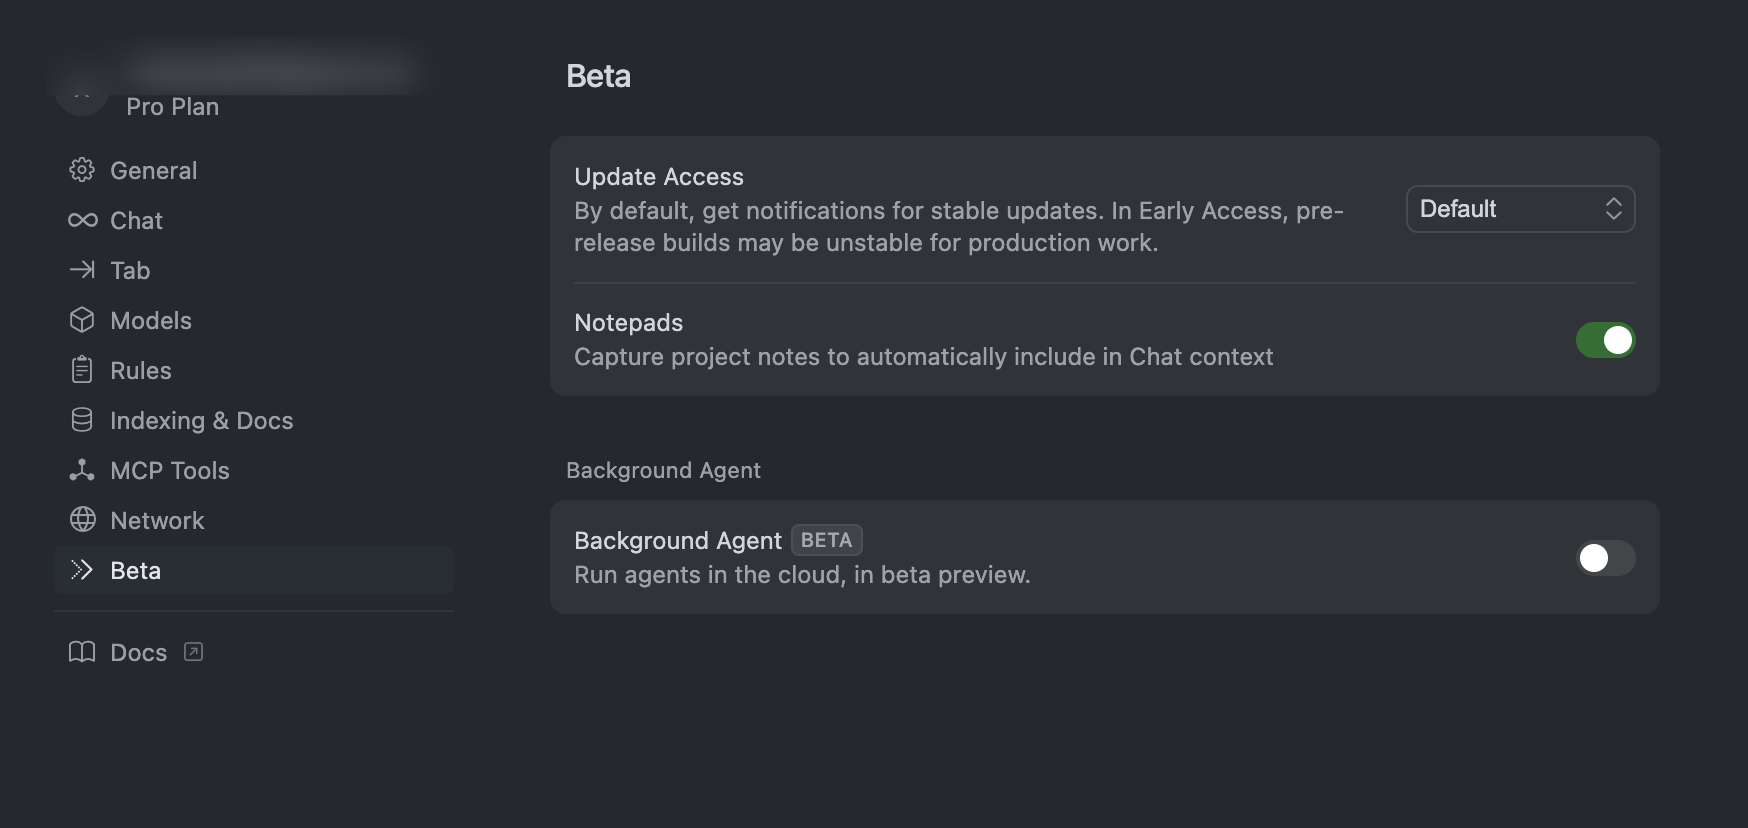 Pro Plan
General
Chat
Tab
Models
Rules
Indexing & Docs
MCP Tools
Network
Beta
Docs
Beta
Update Access
By default, get notifications for stable updates. In Early Access, pre-
release builds may be unstable for production work.
Default
Notepads
Capture project notes to automatically include in Chat context
Background Agent
Background Agent BETA
Run agents in the cloud, in beta preview.